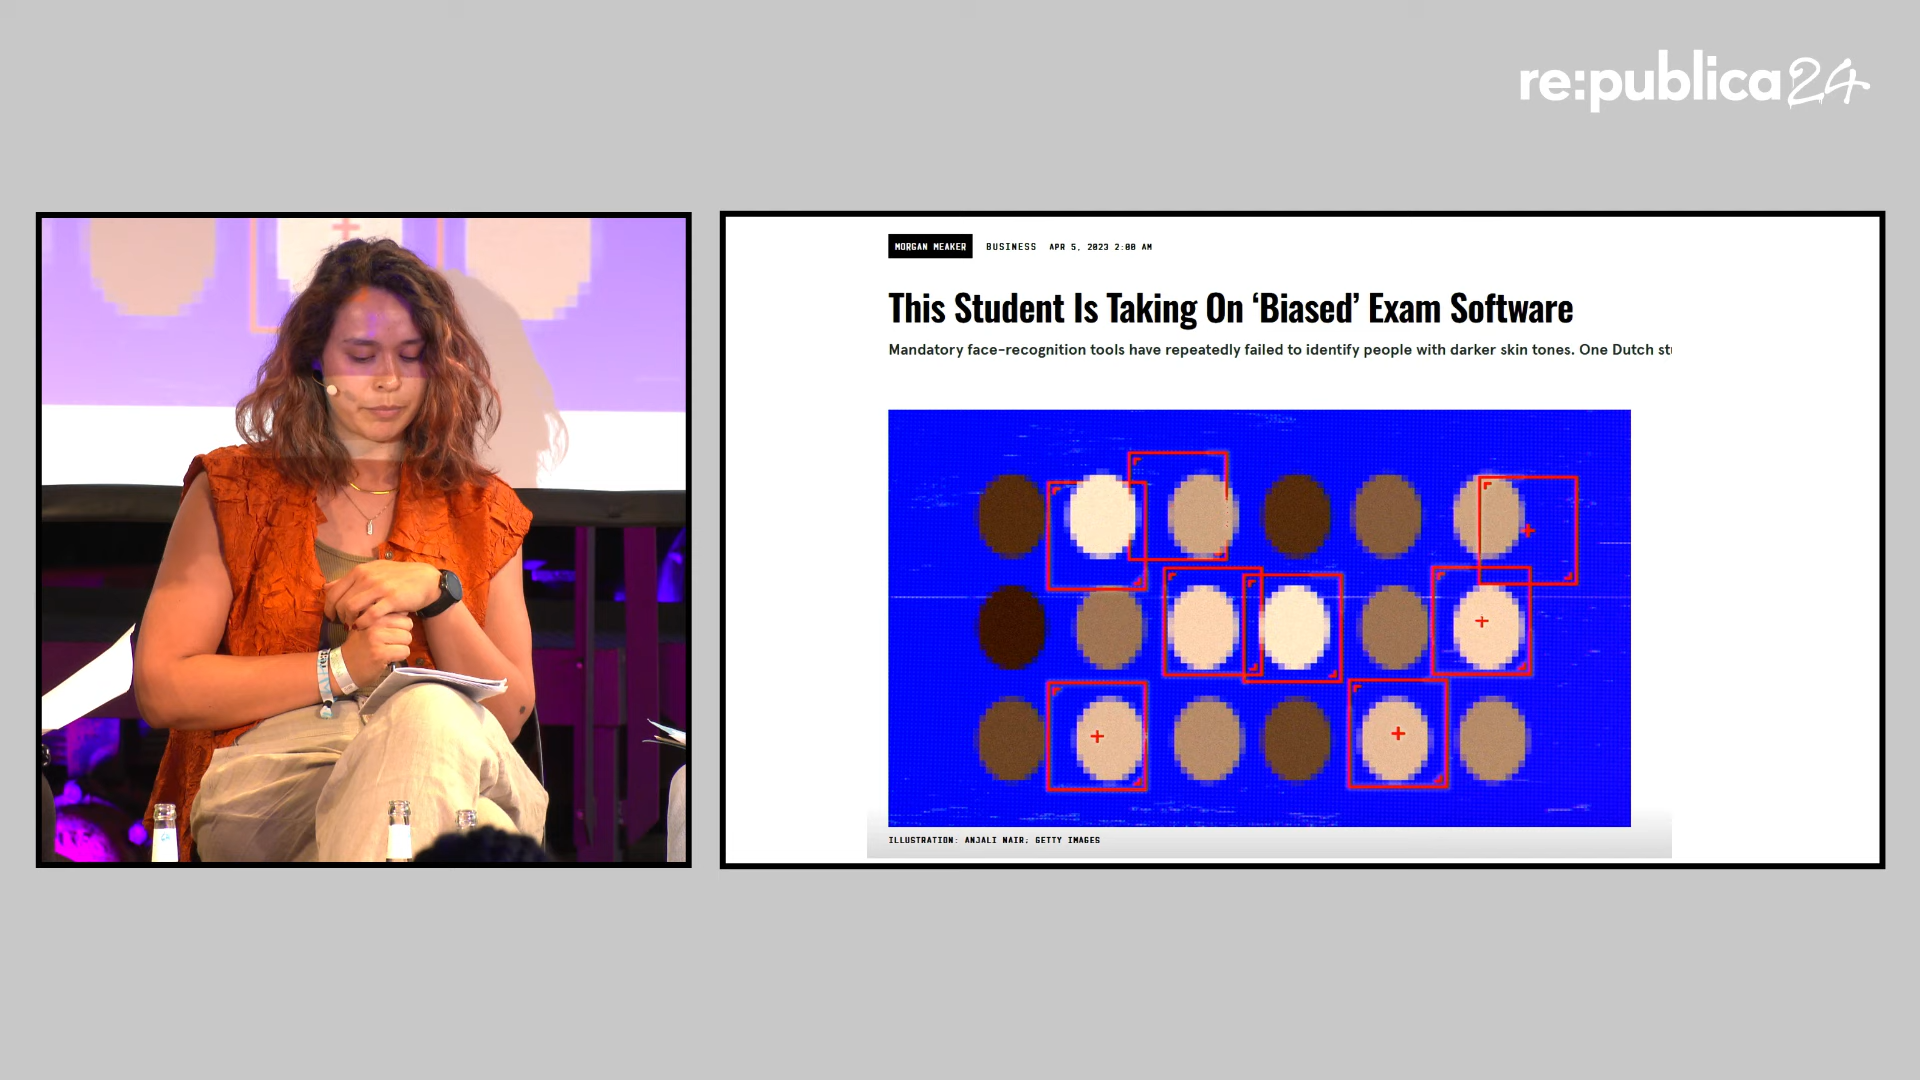 re:publica24
MORGAN MEAKER BUSINESS APR 5, 2023 2:00 AM
This Student Is Taking On ‘Biased’ Exam Software
Mandatory face-recognition tools have repeatedly failed to identify people with darker skin tones. One Dutch stu
ILLUSTRATION: ANJALI NAIR; GETTY IMAGES